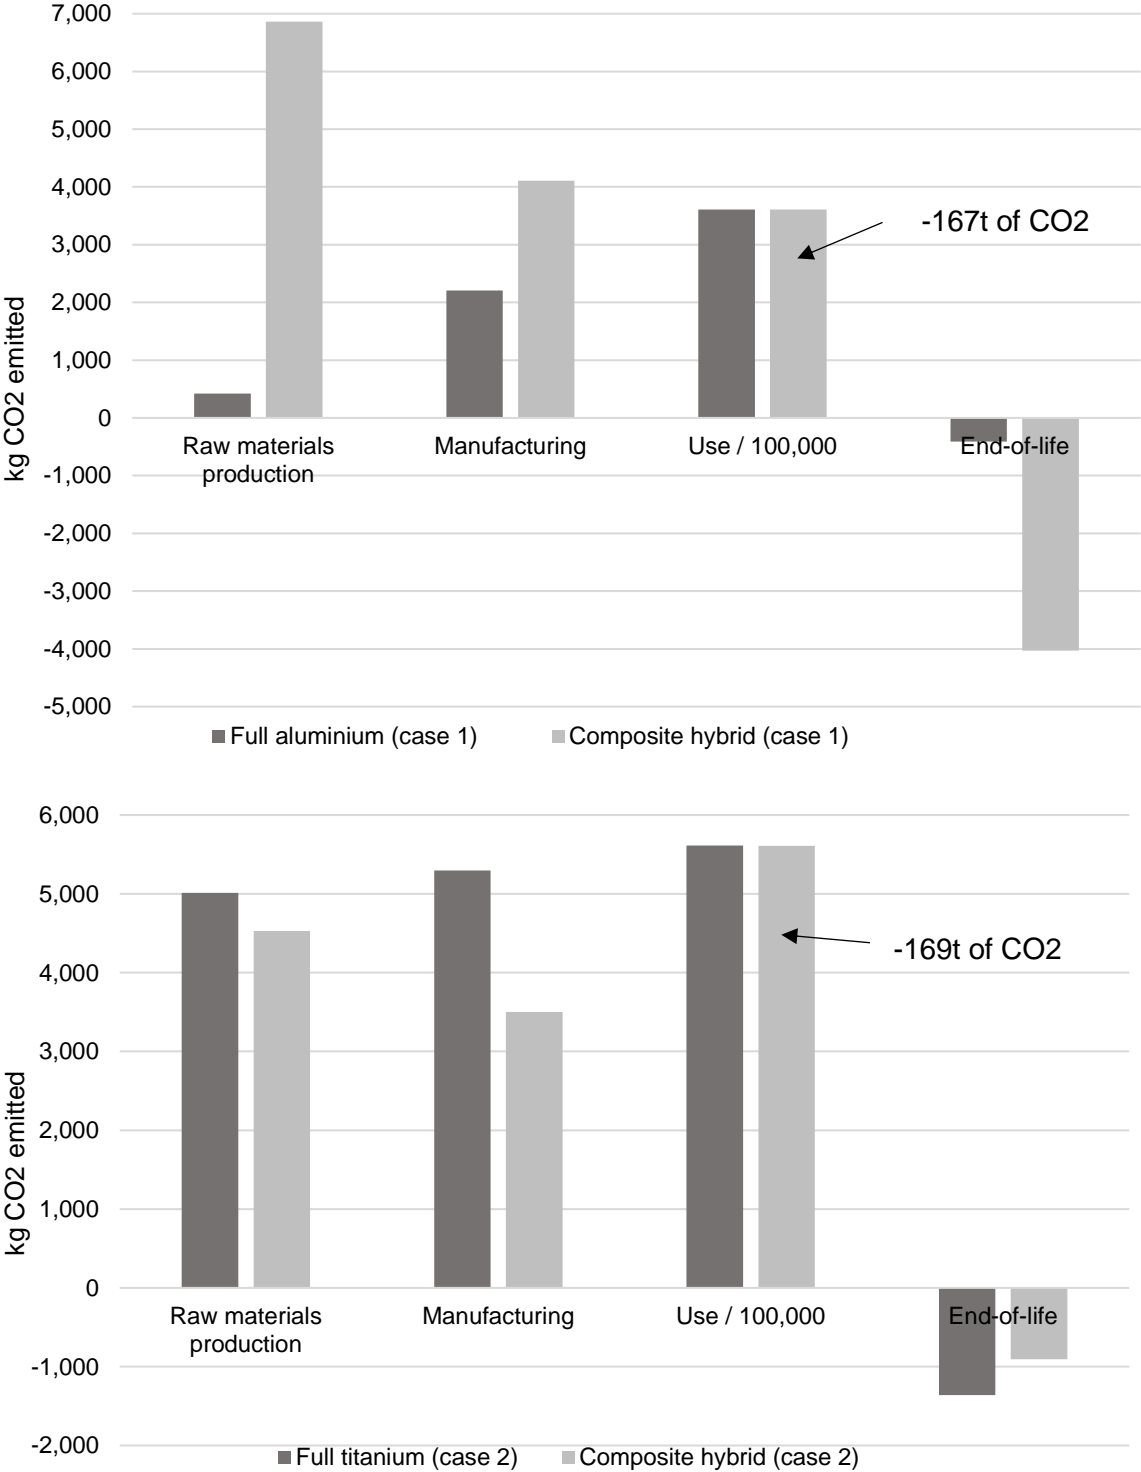 7,000
6,000
5,000
4,000
3,000
2,000
1,000
0
-1,000
-2,000
-3,000
-4,000
-5,000
kg CO2 emitted
Raw materials
production
Manufacturing
Use / 100,000
End-of-life
-167t of CO2
Full aluminium (case 1)
Composite hybrid (case 1)
6,000
5,000
4,000
3,000
2,000
1,000
0
-1,000
-2,000
kg CO2 emitted
Raw materials
production
Manufacturing
Use / 100,000
End-of-life
-169t of CO2
Full titanium (case 2)
Composite hybrid (case 2)